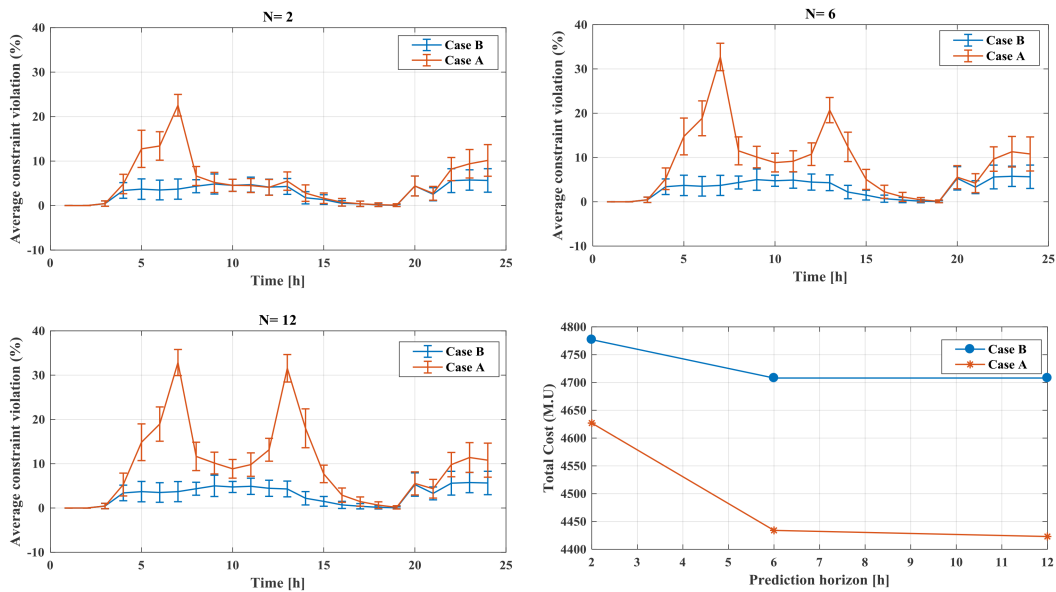 N= 2
Average constraint violation (%)
40
30
20
10
0
-10
0
5
10
15
20
25
Time [h]
Case B
Case A
N= 6
Average constraint violation (%)
40
30
20
10
0
-10
0
5
10
15
20
25
Time [h]
Case B
Case A
N= 12
Average constraint violation (%)
40
30
20
10
0
-10
0
5
10
15
20
25
Time [h]
Case B
Case A
Total Cost (M.U)
4800
4750
4700
4650
4600
4550
4500
4450
4400
2
3
4
5
6
7
8
9
10
11
12
Prediction horizon [h]
Case B
Case A